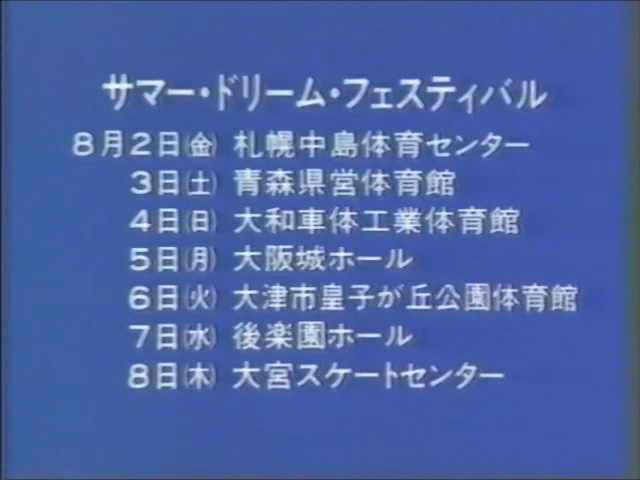 サマー・ドリーム・フェスティバル
8月2日㈮ 札幌中島体育センター
3日㈯ 青森県営体育館
4日㈰ 大和車体工業体育館
5日㈪ 大阪城ホール
6日㈫ 大津市皇子が丘公園体育館
7日㈬ 後楽園ホール
8日㈭ 大宮スケートセンター